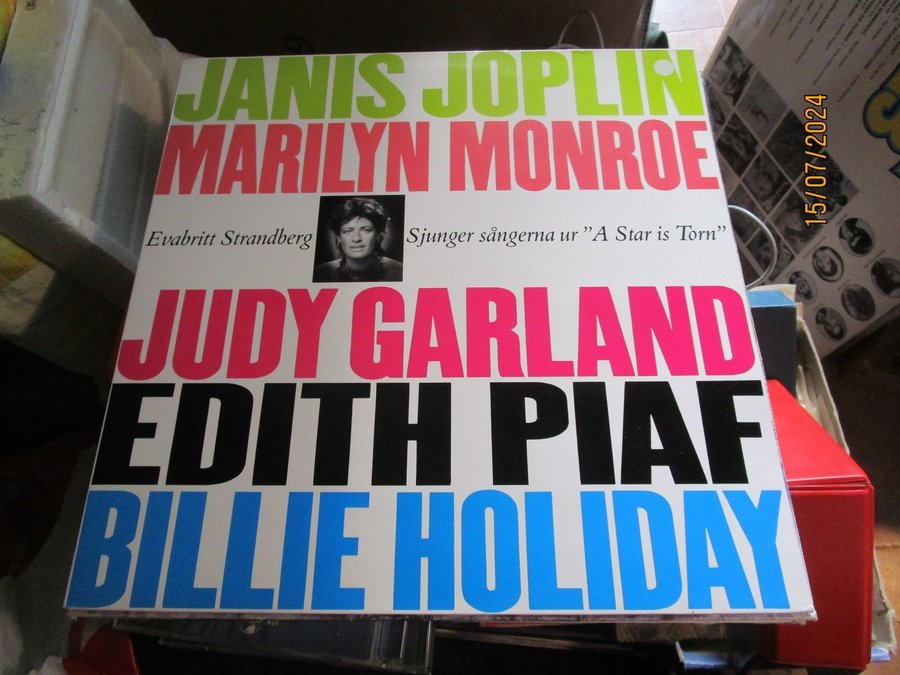 JANIS JOPLIN
MARILYN MONROE
Evabritt Strandberg Sjunger sångerna ur "A Star is Torn"
JUDY GARLAND
EDITH PIAF
BILLIE HOLIDAY
15/07/2024